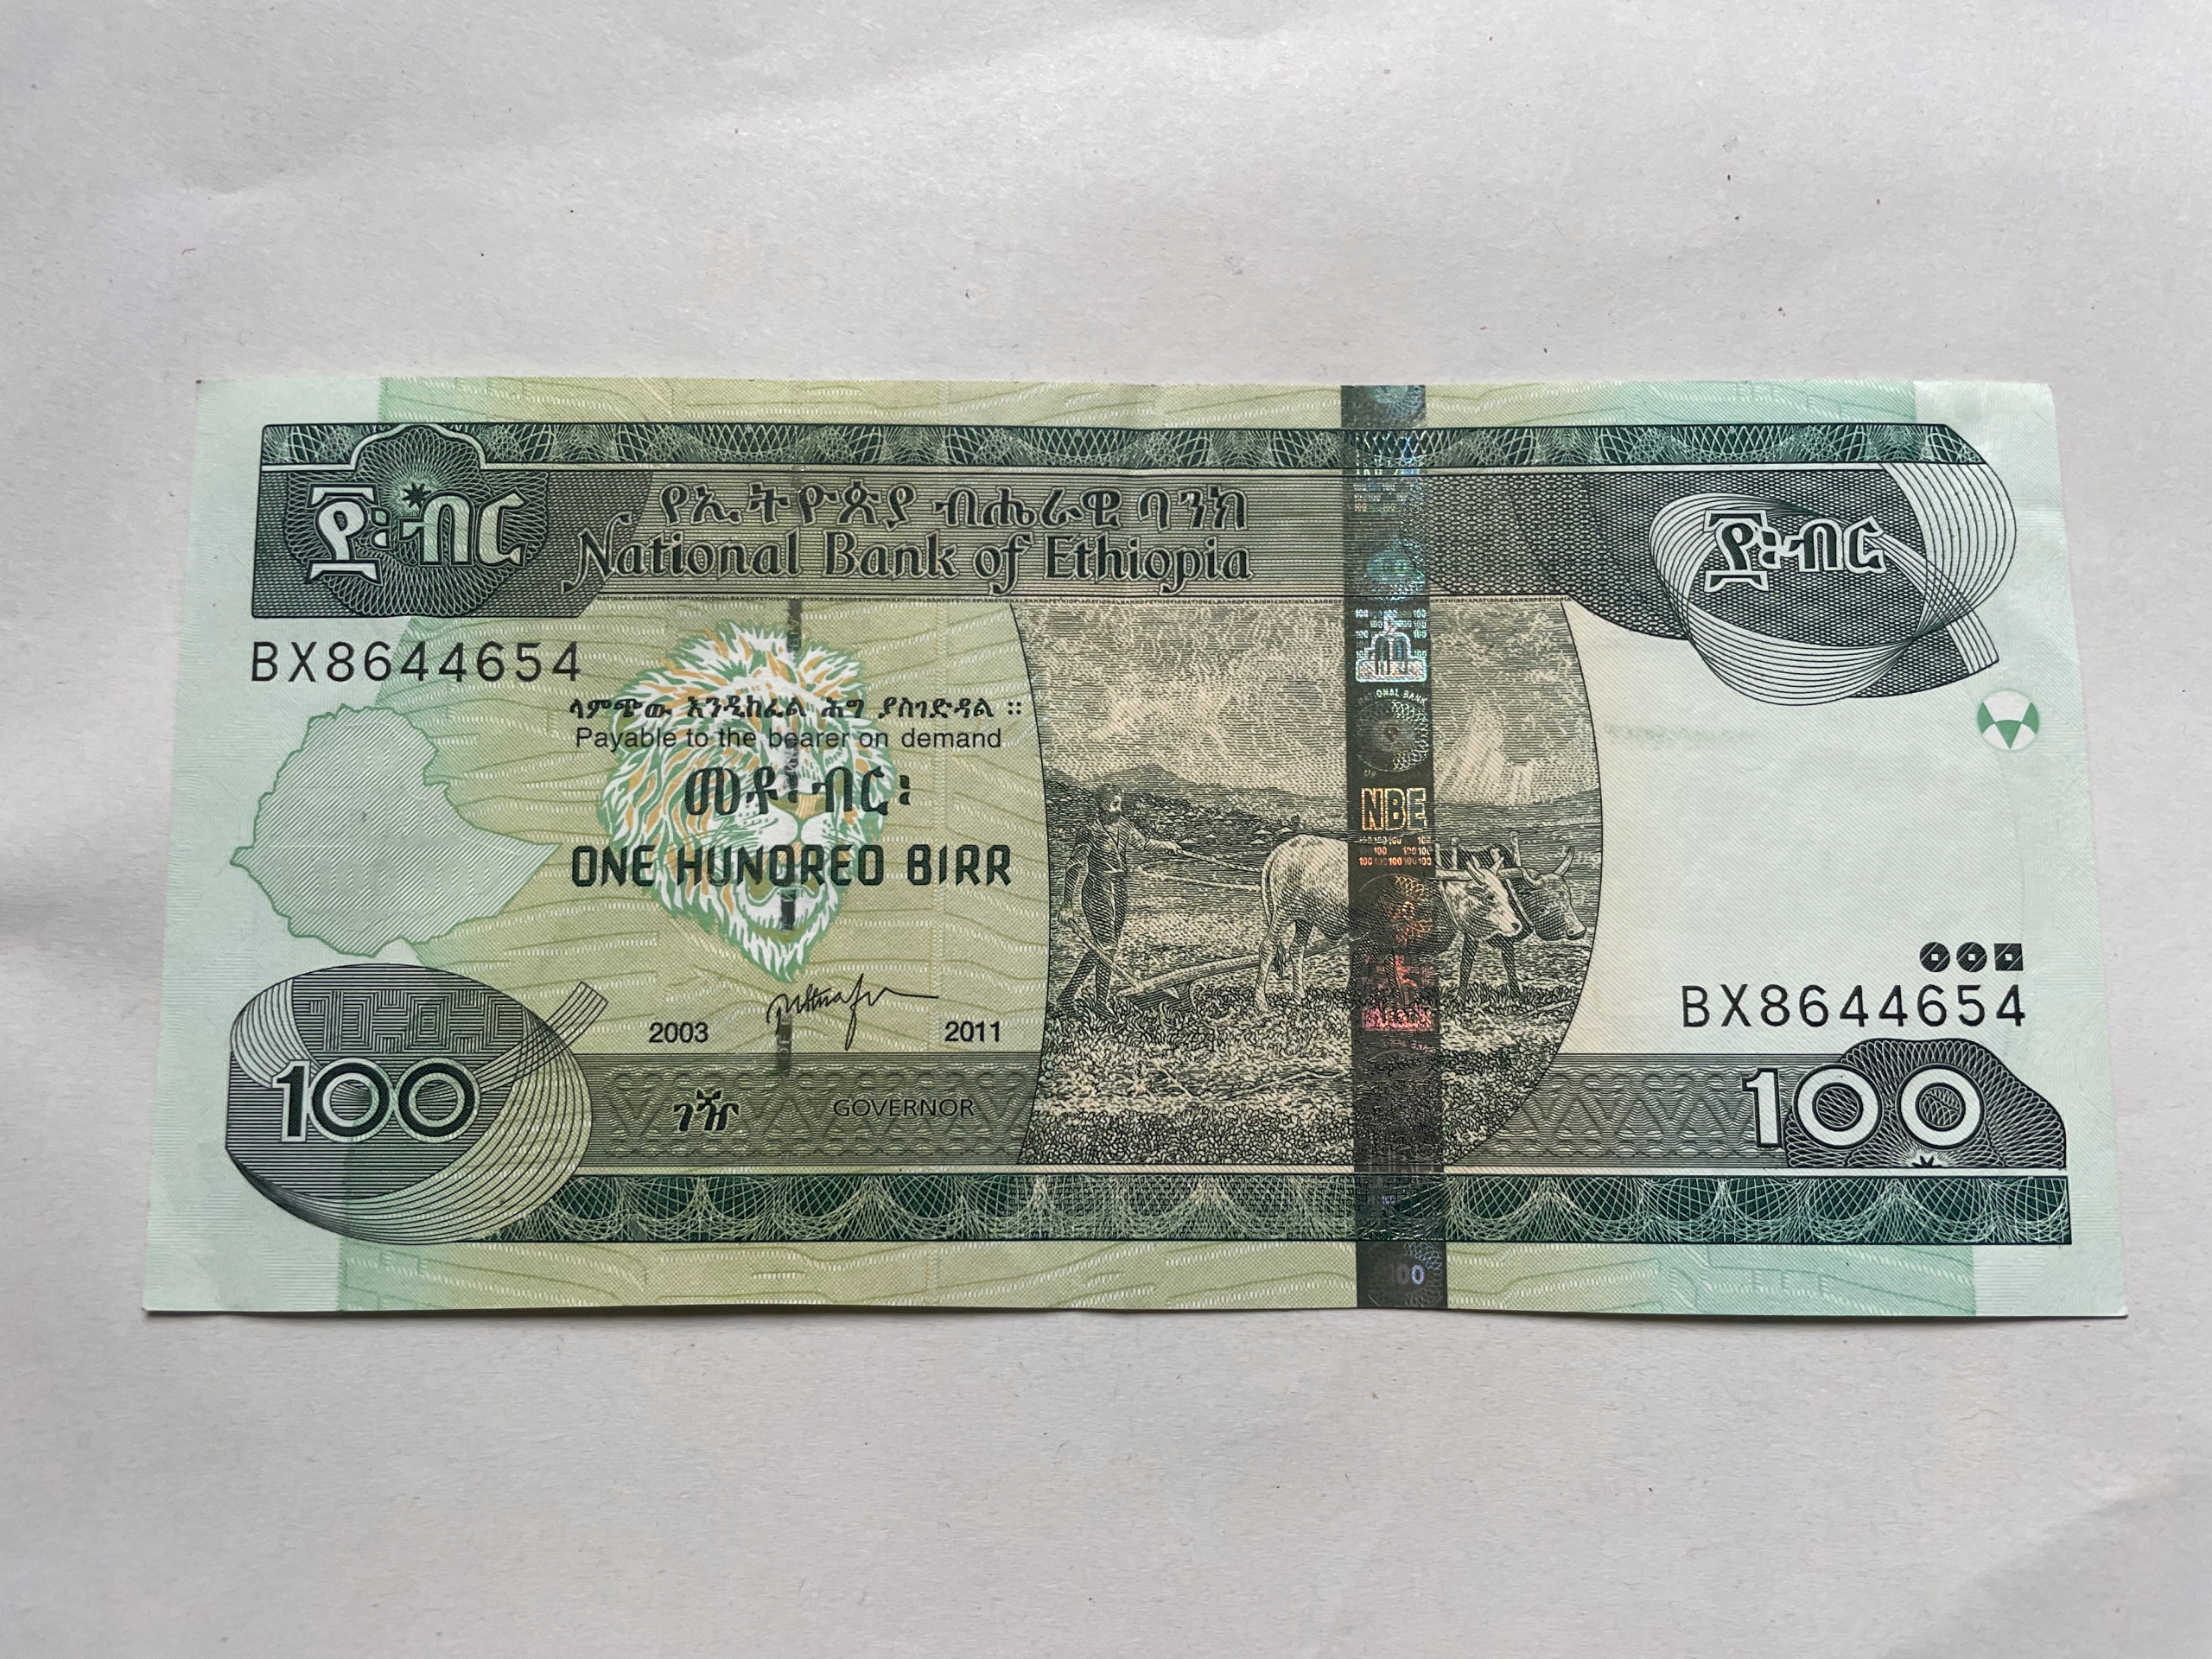 ፻፡ብር
የኢትዮጵያ ብሔራዊ ባንክ
National Bank of Ethiopia
፻፡ብር
BX8644654
ላምጭው እንዲከፈል ሕግ ያስገድዳል ።
Payable to the bearer on demand
መቶ፡ብር፡
ONE HUNDRED BIRR
NBE
BX8644654
2003
2011
100
ገዥ
GOVERNOR
100
100